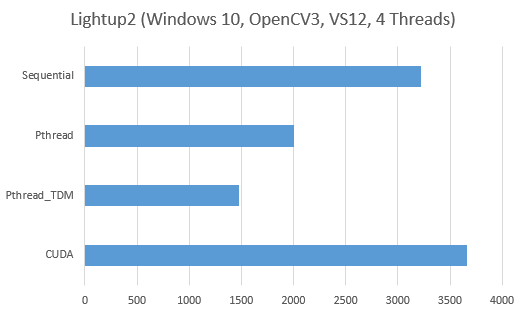 Lightup2 (Windows 10, OpenCV3, VS12, 4 Threads)
Sequential
Pthread
Pthread_TDM
CUDA
0 500 1000 1500 2000 2500 3000 3500 4000